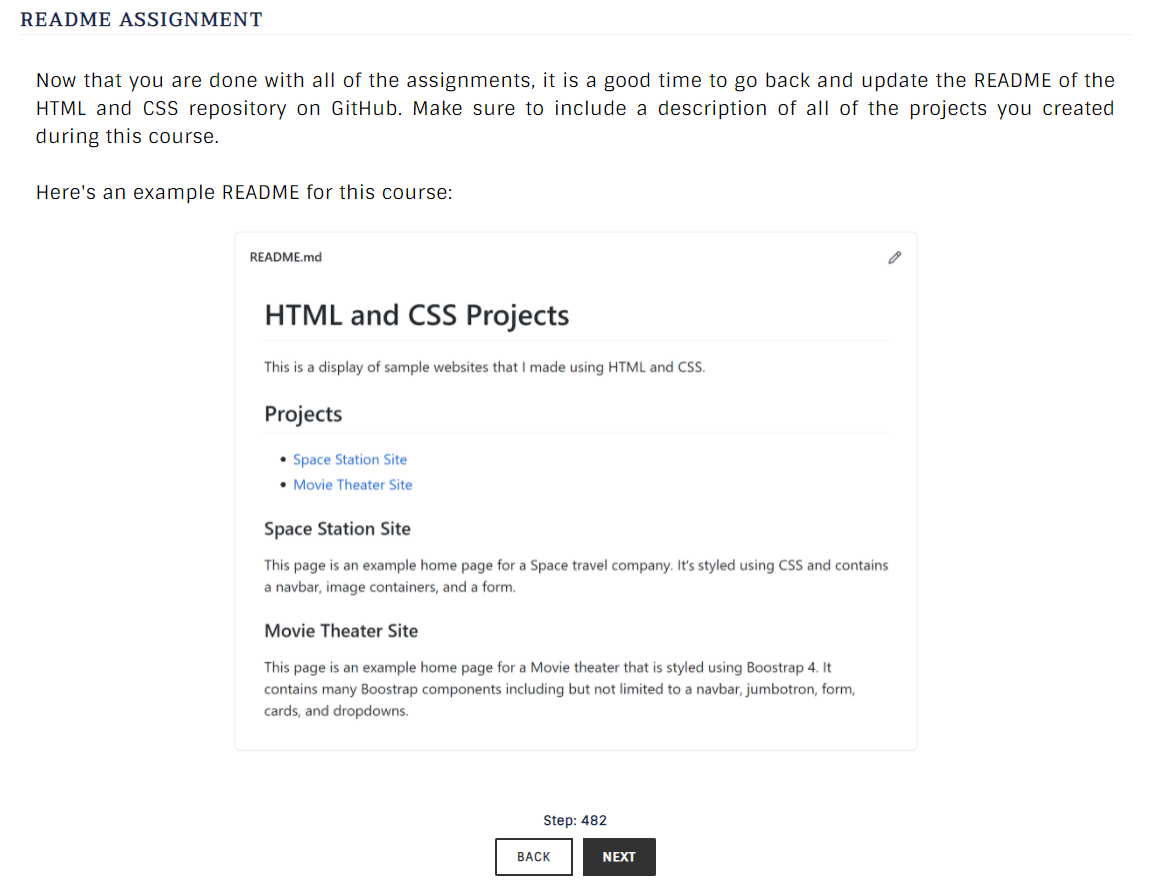 README ASSIGNMENT
Now that you are done with all of the assignments, it is a good time to go back and update the README of the
HTML and CSS repository on GitHub. Make sure to include a description of all of the projects you created
during this course.
Here's an example README for this course:
README.md
HTML and CSS Projects
This is a display of sample websites that I made using HTML and CSS.
Projects
• Space Station Site
• Movie Theater Site
Space Station Site
This page is an example home page for a Space travel company. It's styled using CSS and contains
a navbar, image containers, and a form.
Movie Theater Site
This page is an example home page for a Movie theater that is styled using Boostrap 4. It
contains many Boostrap components including but not limited to a navbar, jumbotron, form,
cards, and dropdowns.
Step: 482
BACK NEXT